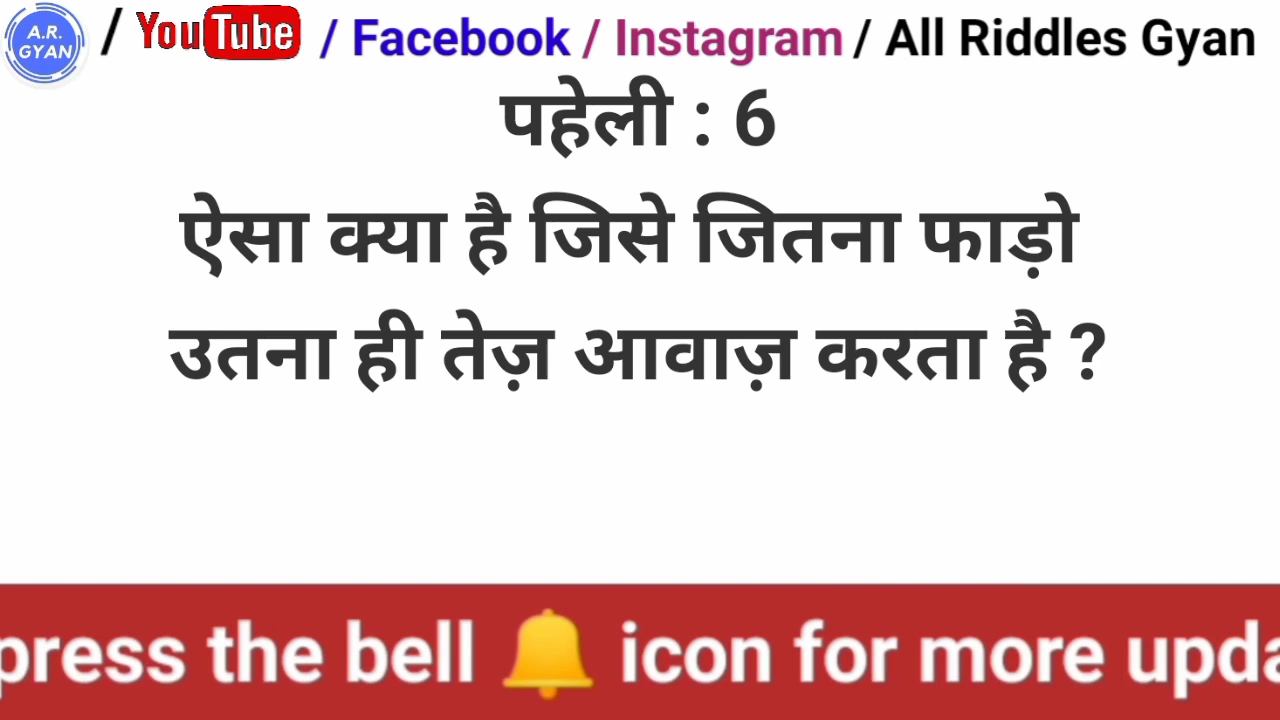 A.R. GYAN / YouTube / Facebook / Instagram / All Riddles Gyan
पहेली : 6
ऐसा क्या है जिसे जितना फाड़ो
उतना ही तेज़ आवाज़ करता है ?
press the bell 🔔 icon for more upda